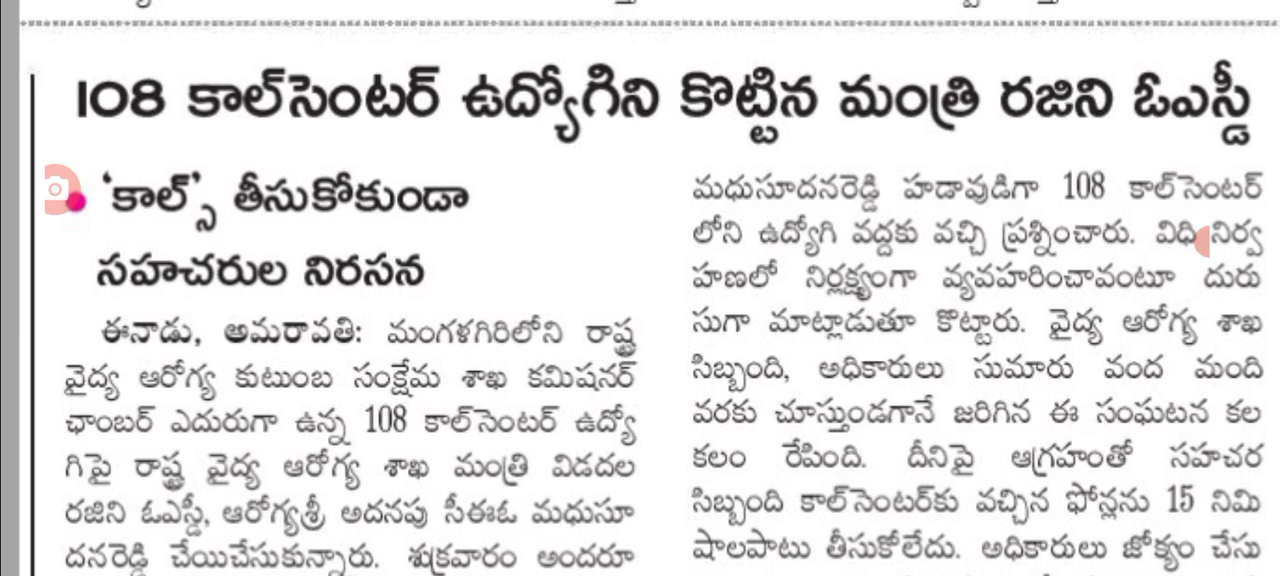 108 కాల్‌సెంటర్ ఉద్యోగిని కొట్టిన మంత్రి రజిని ఓఎస్డీ
‘కాల్స్’ తీసుకోకుండా
సహచరుల నిరసన
ఈనాడు, అమరావతి: మంగళగిరిలోని రాష్ట్ర
వైద్య ఆరోగ్య కుటుంబ సంక్షేమ శాఖ కమిషనర్
ఛాంబర్ ఎదురుగా ఉన్న 108 కాల్‌సెంటర్ ఉద్యో
గిపై రాష్ట్ర వైద్య ఆరోగ్య శాఖ మంత్రి విడదల
రజిని ఓఎస్డీ, ఆరోగ్యశ్రీ అదనపు సీఈఓ మధుసూ
దనరెడ్డి చేయిచేసుకున్నారు. శుక్రవారం అందరూ
మధుసూదనరెడ్డి హడావుడిగా 108 కాల్‌సెంటర్
లోని ఉద్యోగి వద్దకు వచ్చి ప్రశ్నించారు. విధి నిర్వ
హణలో నిర్లక్ష్యంగా వ్యవహరించావంటూ దురు
సుగా మాట్లాడుతూ కొట్టారు. వైద్య ఆరోగ్య శాఖ
సిబ్బంది, అధికారులు సుమారు వంద మంది
వరకు చూస్తుండగానే జరిగిన ఈ సంఘటన కల
కలం రేపింది. దీనిపై ఆగ్రహంతో సహచర
సిబ్బంది కాల్‌సెంటర్‌కు వచ్చిన ఫోన్లను 15 నిమి
షాలపాటు తీసుకోలేదు. అధికారులు జోక్యం చేసు